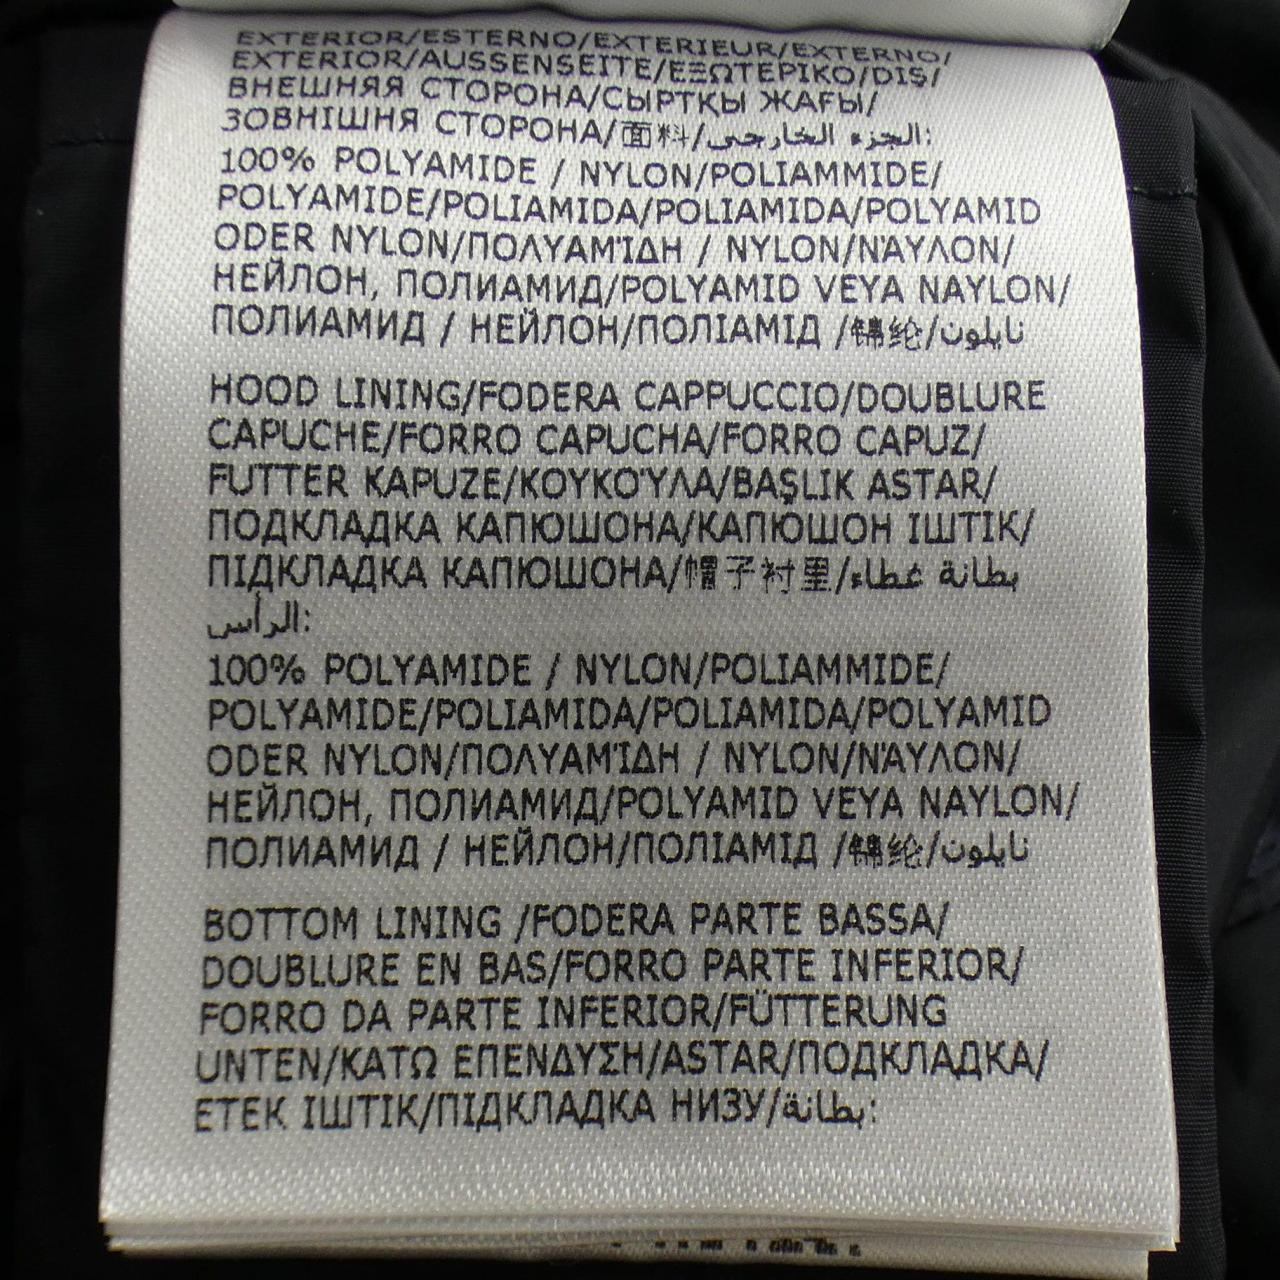 EXTERIOR/ESTERNO/EXTERIEUR/EXTERNO/
EXTERIOR/AUSSENSEITE/ΕΞΩΤΕΡΙΚΟ/DIŞ/
ВНЕШНЯЯ СТОРОНА/СЫРТҚЫ ЖАҒЫ/
ЗОВНІШНЯ СТОРОНА/面料/الجزء الخارجى:
100% POLYAMIDE / NYLON/POLIAMMIDE/
POLYAMIDE/POLIAMIDA/POLIAMIDA/POLYAMID
ODER NYLON/ΠΟΛΥΑΜΊΔΗ / NYLON/ΝΆΥΛΟΝ/
НЕЙЛОН, ПОЛИАМИД/POLYAMID VEYA NAYLON/
ПОЛИАМИД / НЕЙЛОН/ПОЛІАМІД /锦纶/نايلون
HOOD LINING/FODERA CAPPUCCIO/DOUBLURE
CAPUCHE/FORRO CAPUCHA/FORRO CAPUZ/
FUTTER KAPUZE/ΚΟΥΚΟΎΛΑ/BAŞLIK ASTAR/
ПОДКЛАДКА КАПЮШОНА/КАПЮШОН ІШТІК/
ПІДКЛАДКА КАПЮШОНА/帽子衬里/بطانة غطاء
الرأس:
100% POLYAMIDE / NYLON/POLIAMMIDE/
POLYAMIDE/POLIAMIDA/POLIAMIDA/POLYAMID
ODER NYLON/ΠΟΛΥΑΜΊΔΗ / NYLON/ΝΆΥΛΟΝ/
НЕЙЛОН, ПОЛИАМИД/POLYAMID VEYA NAYLON/
ПОЛИАМИД / НЕЙЛОН/ПОЛІАМІД /锦纶/نايلون
BOTTOM LINING /FODERA PARTE BASSA/
DOUBLURE EN BAS/FORRO PARTE INFERIOR/
FORRO DA PARTE INFERIOR/FÜTTERUNG
UNTEN/ΚΑΤΩ ΕΠΕΝΔΥΣΗ/ASTAR/ПОДКЛАДКА/
ЕТЕК ІШТІК/ПІДКЛАДКА НИЗУ/بطانة: